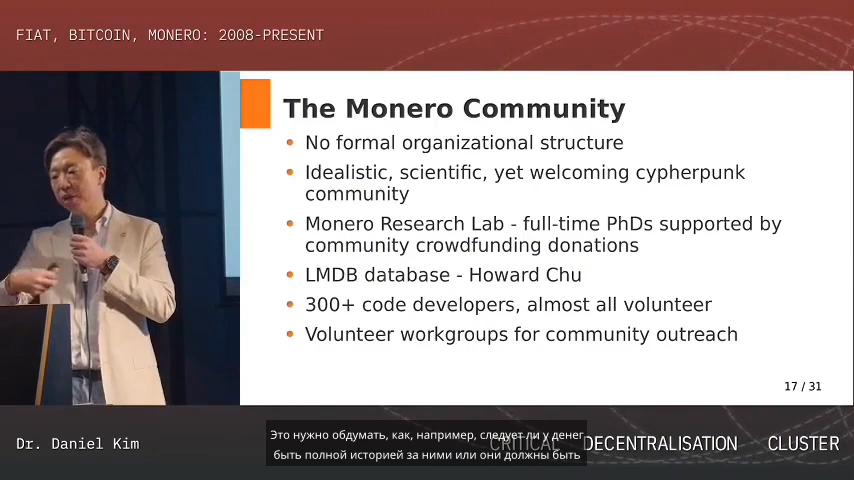 FIAT, BITCOIN, MONERO: 2008-PRESENT
The Monero Community
• No formal organizational structure
• Idealistic, scientific, yet welcoming cypherpunk
community
• Monero Research Lab - full-time PhDs supported by
community crowdfunding donations
• LMDB database - Howard Chu
• 300+ code developers, almost all volunteer
• Volunteer workgroups for community outreach
17 / 31
Dr. Daniel Kim
CRITICAL DECENTRALISATION CLUSTER
Это нужно обдумать, как, например, следует ли у денег
быть полной историей за ними или они должны быть